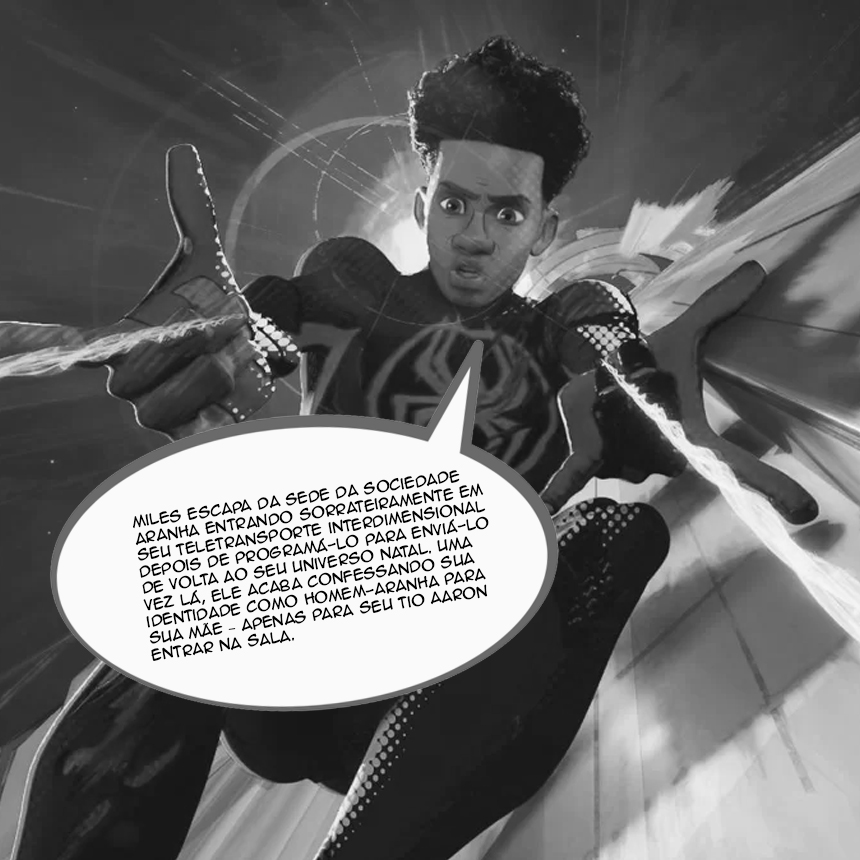 MILES ESCAPA DA SEDE DA SOCIEDADE
ARANHA ENTRANDO SORRATEIRAMENTE EM
SEU TELETRANSPORTE INTERDIMENSIONAL
DEPOIS DE PROGRAMÁ-LO PARA ENVIÁ-LO
DE VOLTA AO SEU UNIVERSO NATAL. UMA
VEZ LÁ, ELE ACABA CONFESSANDO SUA
IDENTIDADE COMO HOMEM-ARANHA PARA
SUA MÃE - APENAS PARA SEU TIO AARON
ENTRAR NA SALA.